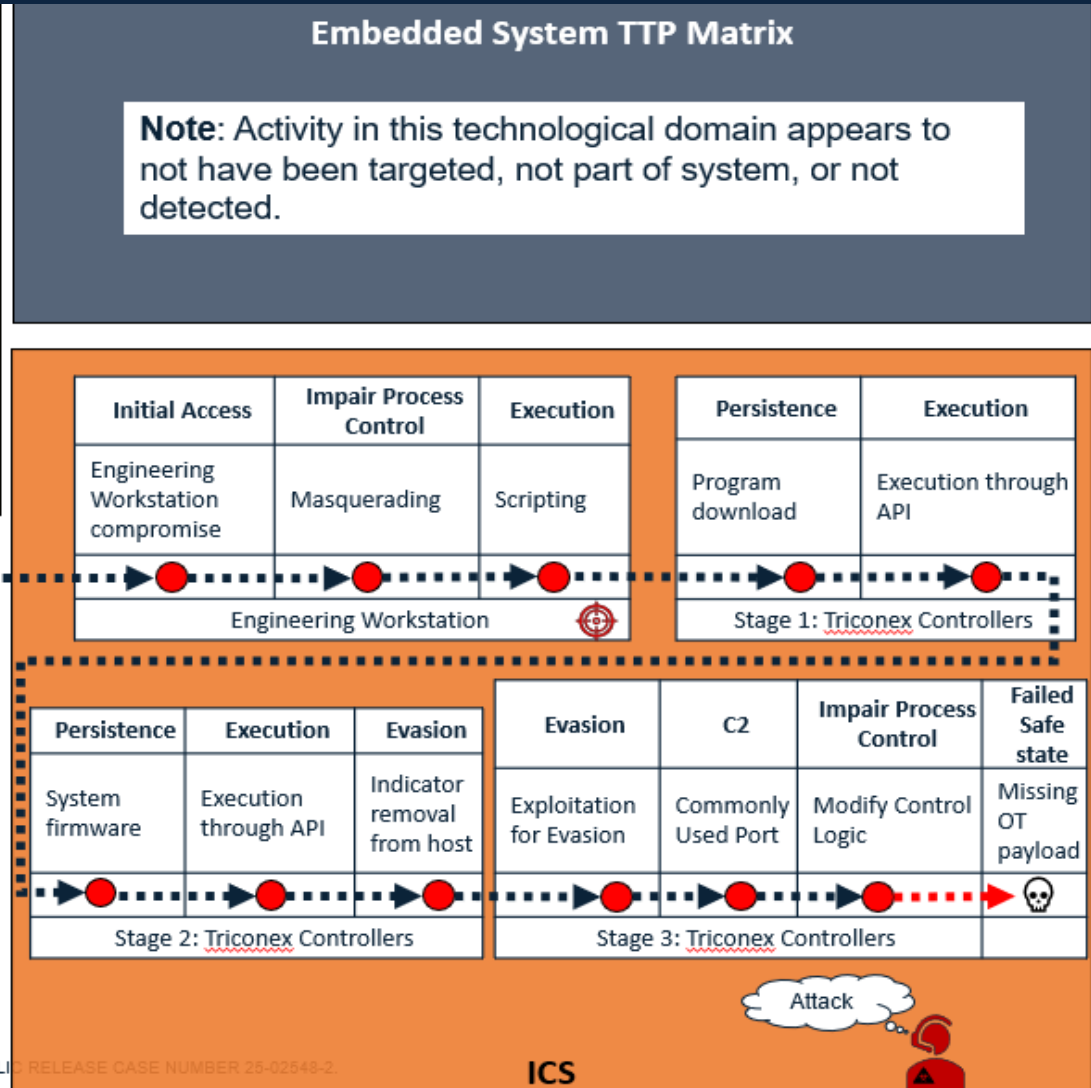 Embedded System TTP Matrix
Note: Activity in this technological domain appears to
not have been targeted, not part of system, or not
detected.
Initial Access
Impair Process
Control
Execution
Engineering
Workstation
compromise
Masquerading
Scripting
Engineering Workstation
Persistence
Execution
Program
download
Execution through
API
Stage 1: Triconex Controllers
Persistence
Execution
Evasion
System
firmware
Execution
through API
Indicator
removal
from host
Stage 2: Triconex Controllers
Evasion
C2
Impair Process
Control
Failed
Safe
state
Exploitation
for Evasion
Commonly
Used Port
Modify Control
Logic
Missing
OT
payload
Stage 3: Triconex Controllers
Attack
RELEASE CASE NUMBER 25-02548-2.
ICS